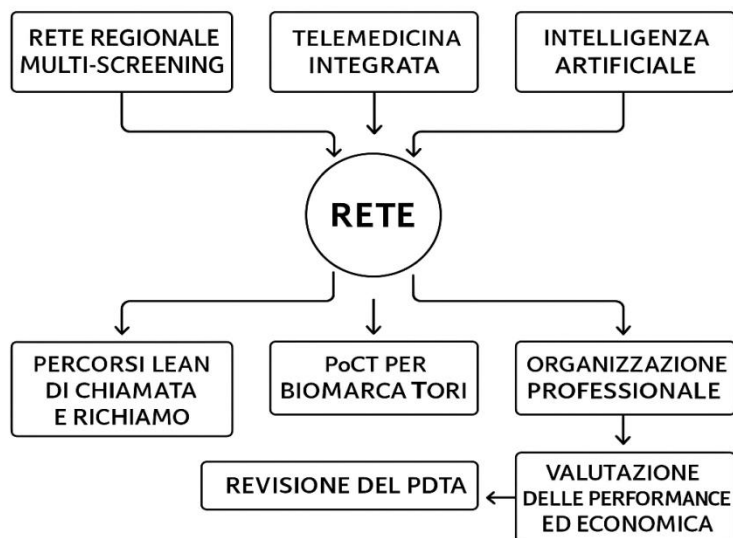 RETE REGIONALE
MULTI-SCREENING
TELEMEDICINA
INTEGRATA
INTELLIGENZA
ARTIFICIALE
RETE
PERCORSI LEAN
DI CHIAMATA
E RICHIAMO
PoCT PER
BIOMARCA TORI
ORGANIZZAZIONE
PROFESSIONALE
REVISIONE DEL PDTA
VALUTAZIONE
DELLE PERFORMANCE
ED ECONOMICA